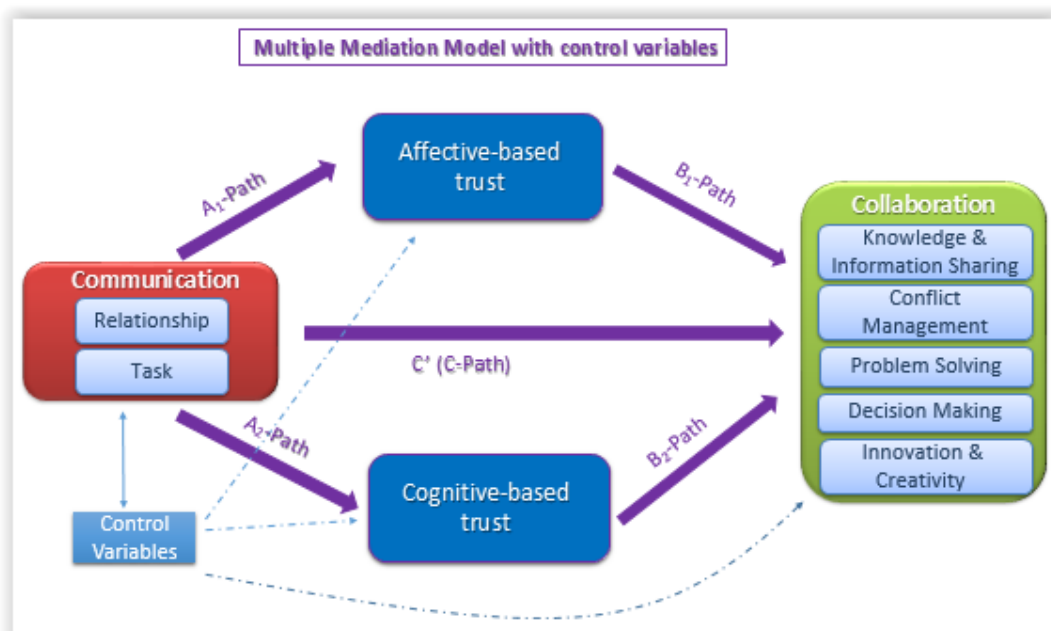 Multiple Mediation Model with control variables
Affective-based
trust
A₁-Path
B₁-Path
Collaboration
Knowledge &
Information Sharing
Conflict
Management
Problem Solving
Decision Making
Innovation &
Creativity
Communication
Relationship
Task
C' (C-Path)
A₂-Path
B₂-Path
Cognitive-based
trust
Control
Variables